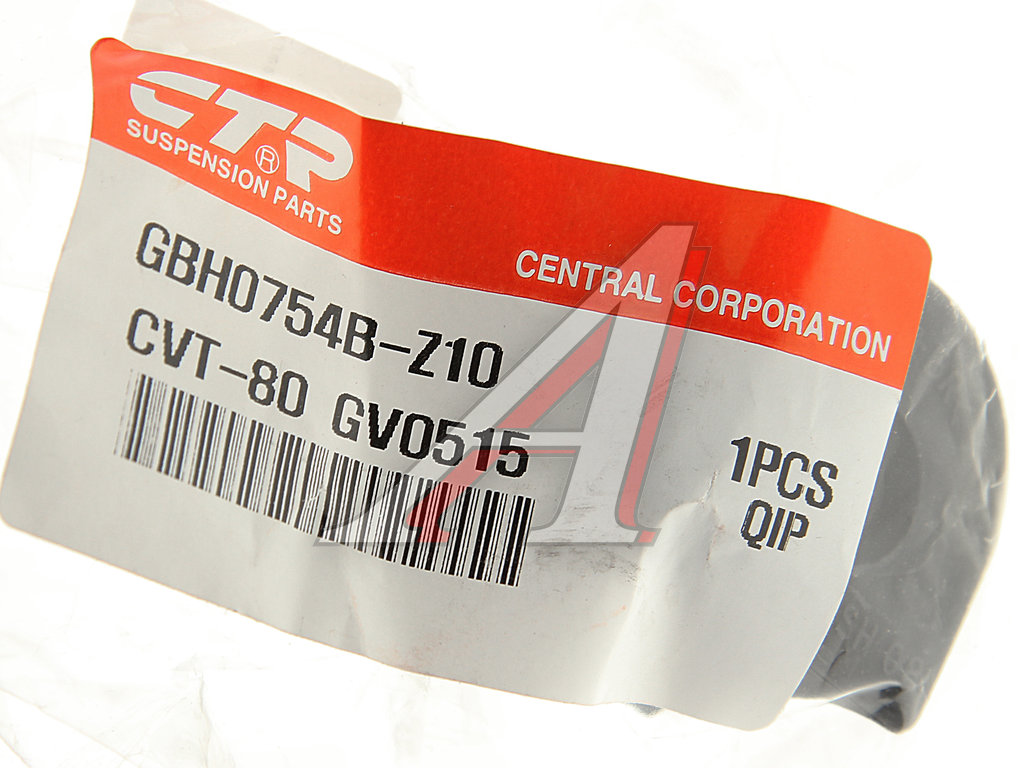 CTR®
SUSPENSION PARTS
CENTRAL CORPORATION
GBH0754B-Z10
CVT-80 GV0515
1PCS
QIP